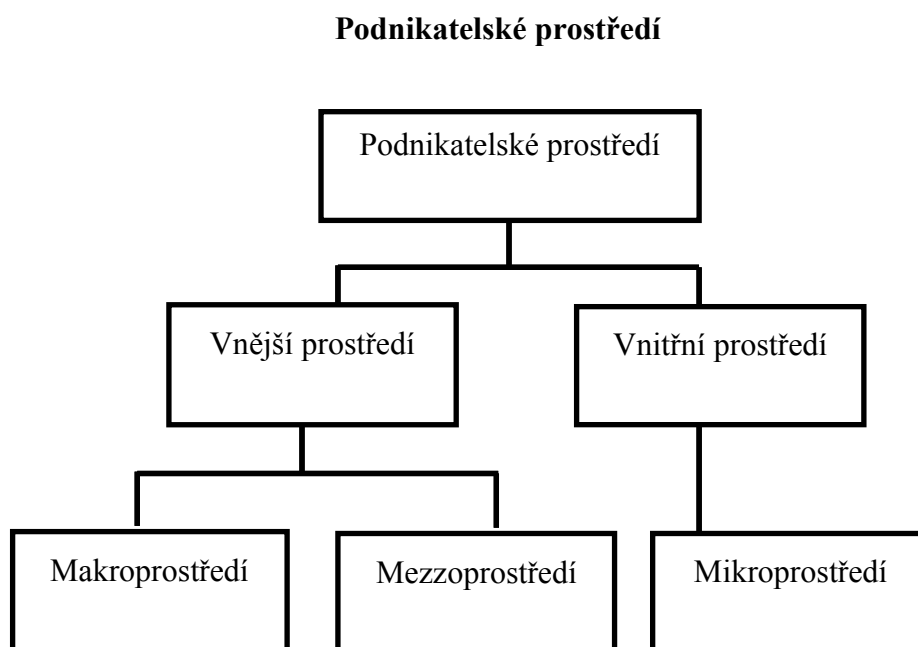 Podnikatelské prostředí
Podnikatelské prostředí
Vnější prostředí
Vnitřní prostředí
Makroprostředí
Mezzoprostředí
Mikroprostředí